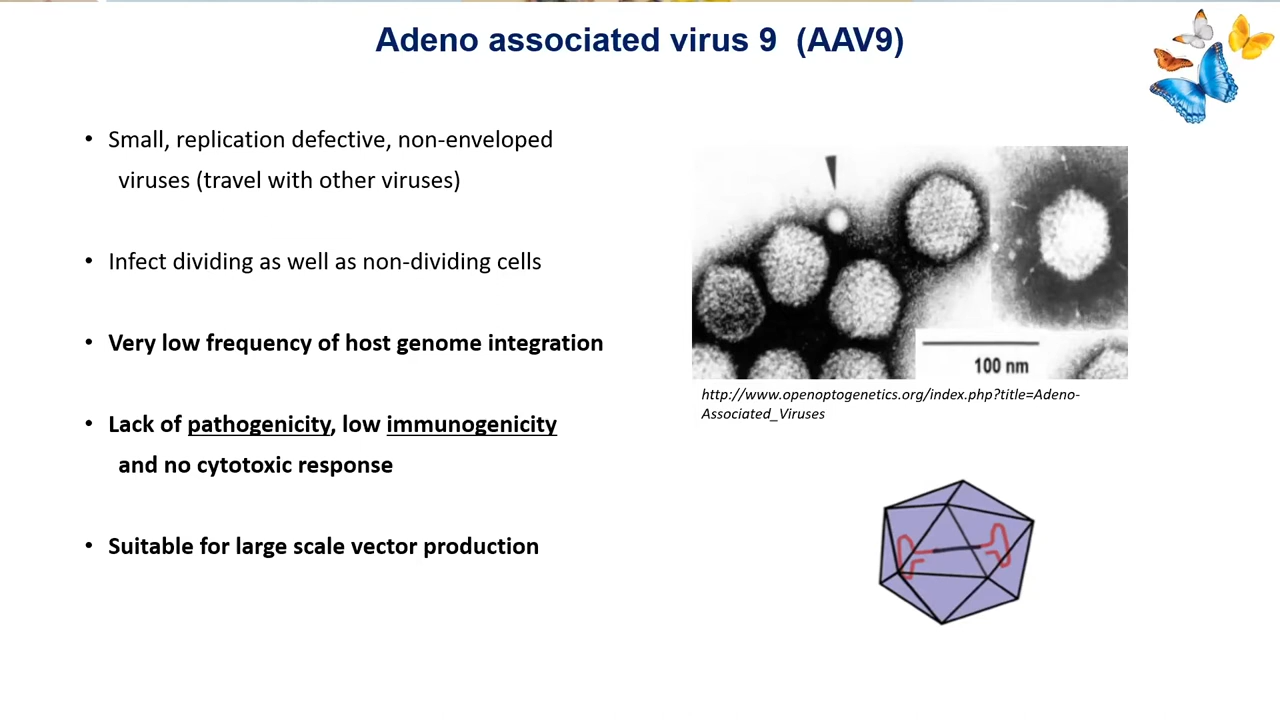 Adeno associated virus 9  (AAV9)
• Small, replication defective, non-enveloped
viruses (travel with other viruses)
• Infect dividing as well as non-dividing cells
• Very low frequency of host genome integration
• Lack of pathogenicity, low immunogenicity
and no cytotoxic response
• Suitable for large scale vector production
100 nm
http://www.openoptogenetics.org/index.php?title=Adeno-
Associated_Viruses